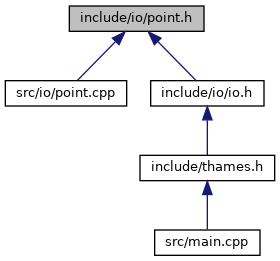 include/io/point.h
src/io/point.cpp
include/io/io.h
include/thames.h
src/main.cpp